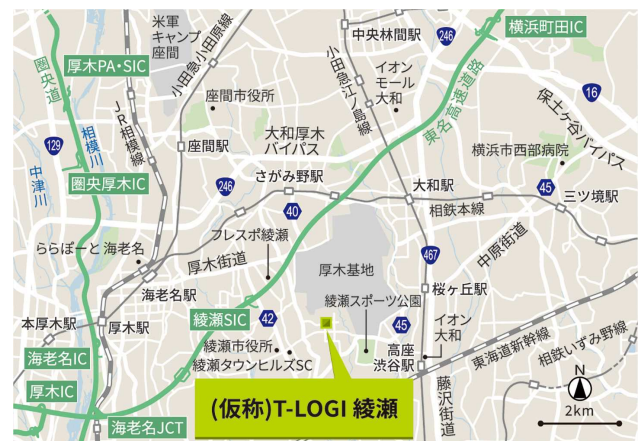 米軍
キャンプ
座間
小田急小田原線
中央林間駅
246
横浜町田IC
圏央道
厚木PA・SIC
JR相模線
座間市役所
小田急江ノ島線
イオン
モール
大和
東名高速道路
16
保土ヶ谷バイパス
129
相模川
中津川
座間駅
大和厚木
バイパス
横浜市西部病院
圏央厚木IC
246
さがみ野駅
大和駅
45
三ツ境駅
相鉄本線
40
ららぽーと海老名
フレスポ綾瀬
厚木街道
厚木基地
467
中原街道
海老名駅
綾瀬スポーツ公園
桜ヶ丘駅
本厚木駅
厚木駅
綾瀬SIC
42
45
イオン
大和
海老名IC
綾瀬市役所
綾瀬タウンヒルズSC
高座
渋谷駅
東海道新幹線
相鉄いずみ野線
厚木IC
藤沢街道
N
2km
海老名JCT
(仮称)T-LOGI 綾瀬